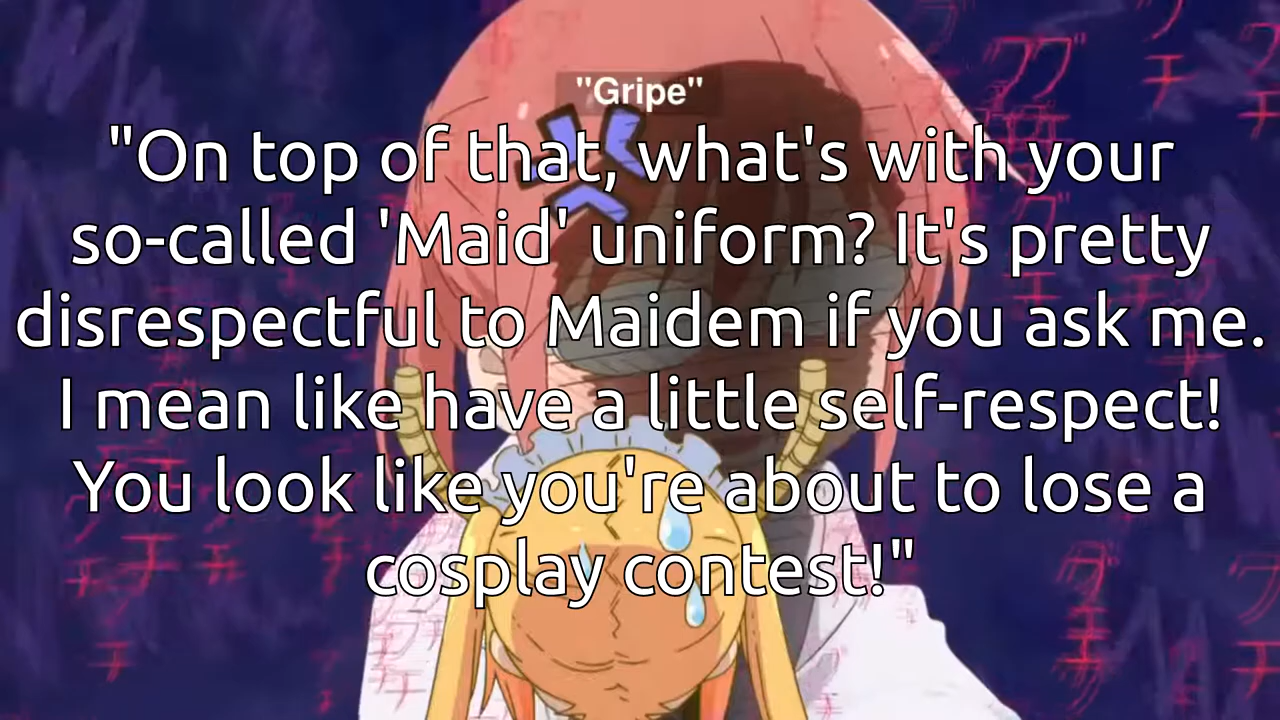 "Gripe"
"On top of that, what's with your
so-called 'Maid' uniform? It's pretty
disrespectful to Maidem if you ask me.
I mean like have a little self-respect!
You look like you're about to lose a
cosplay contest!"